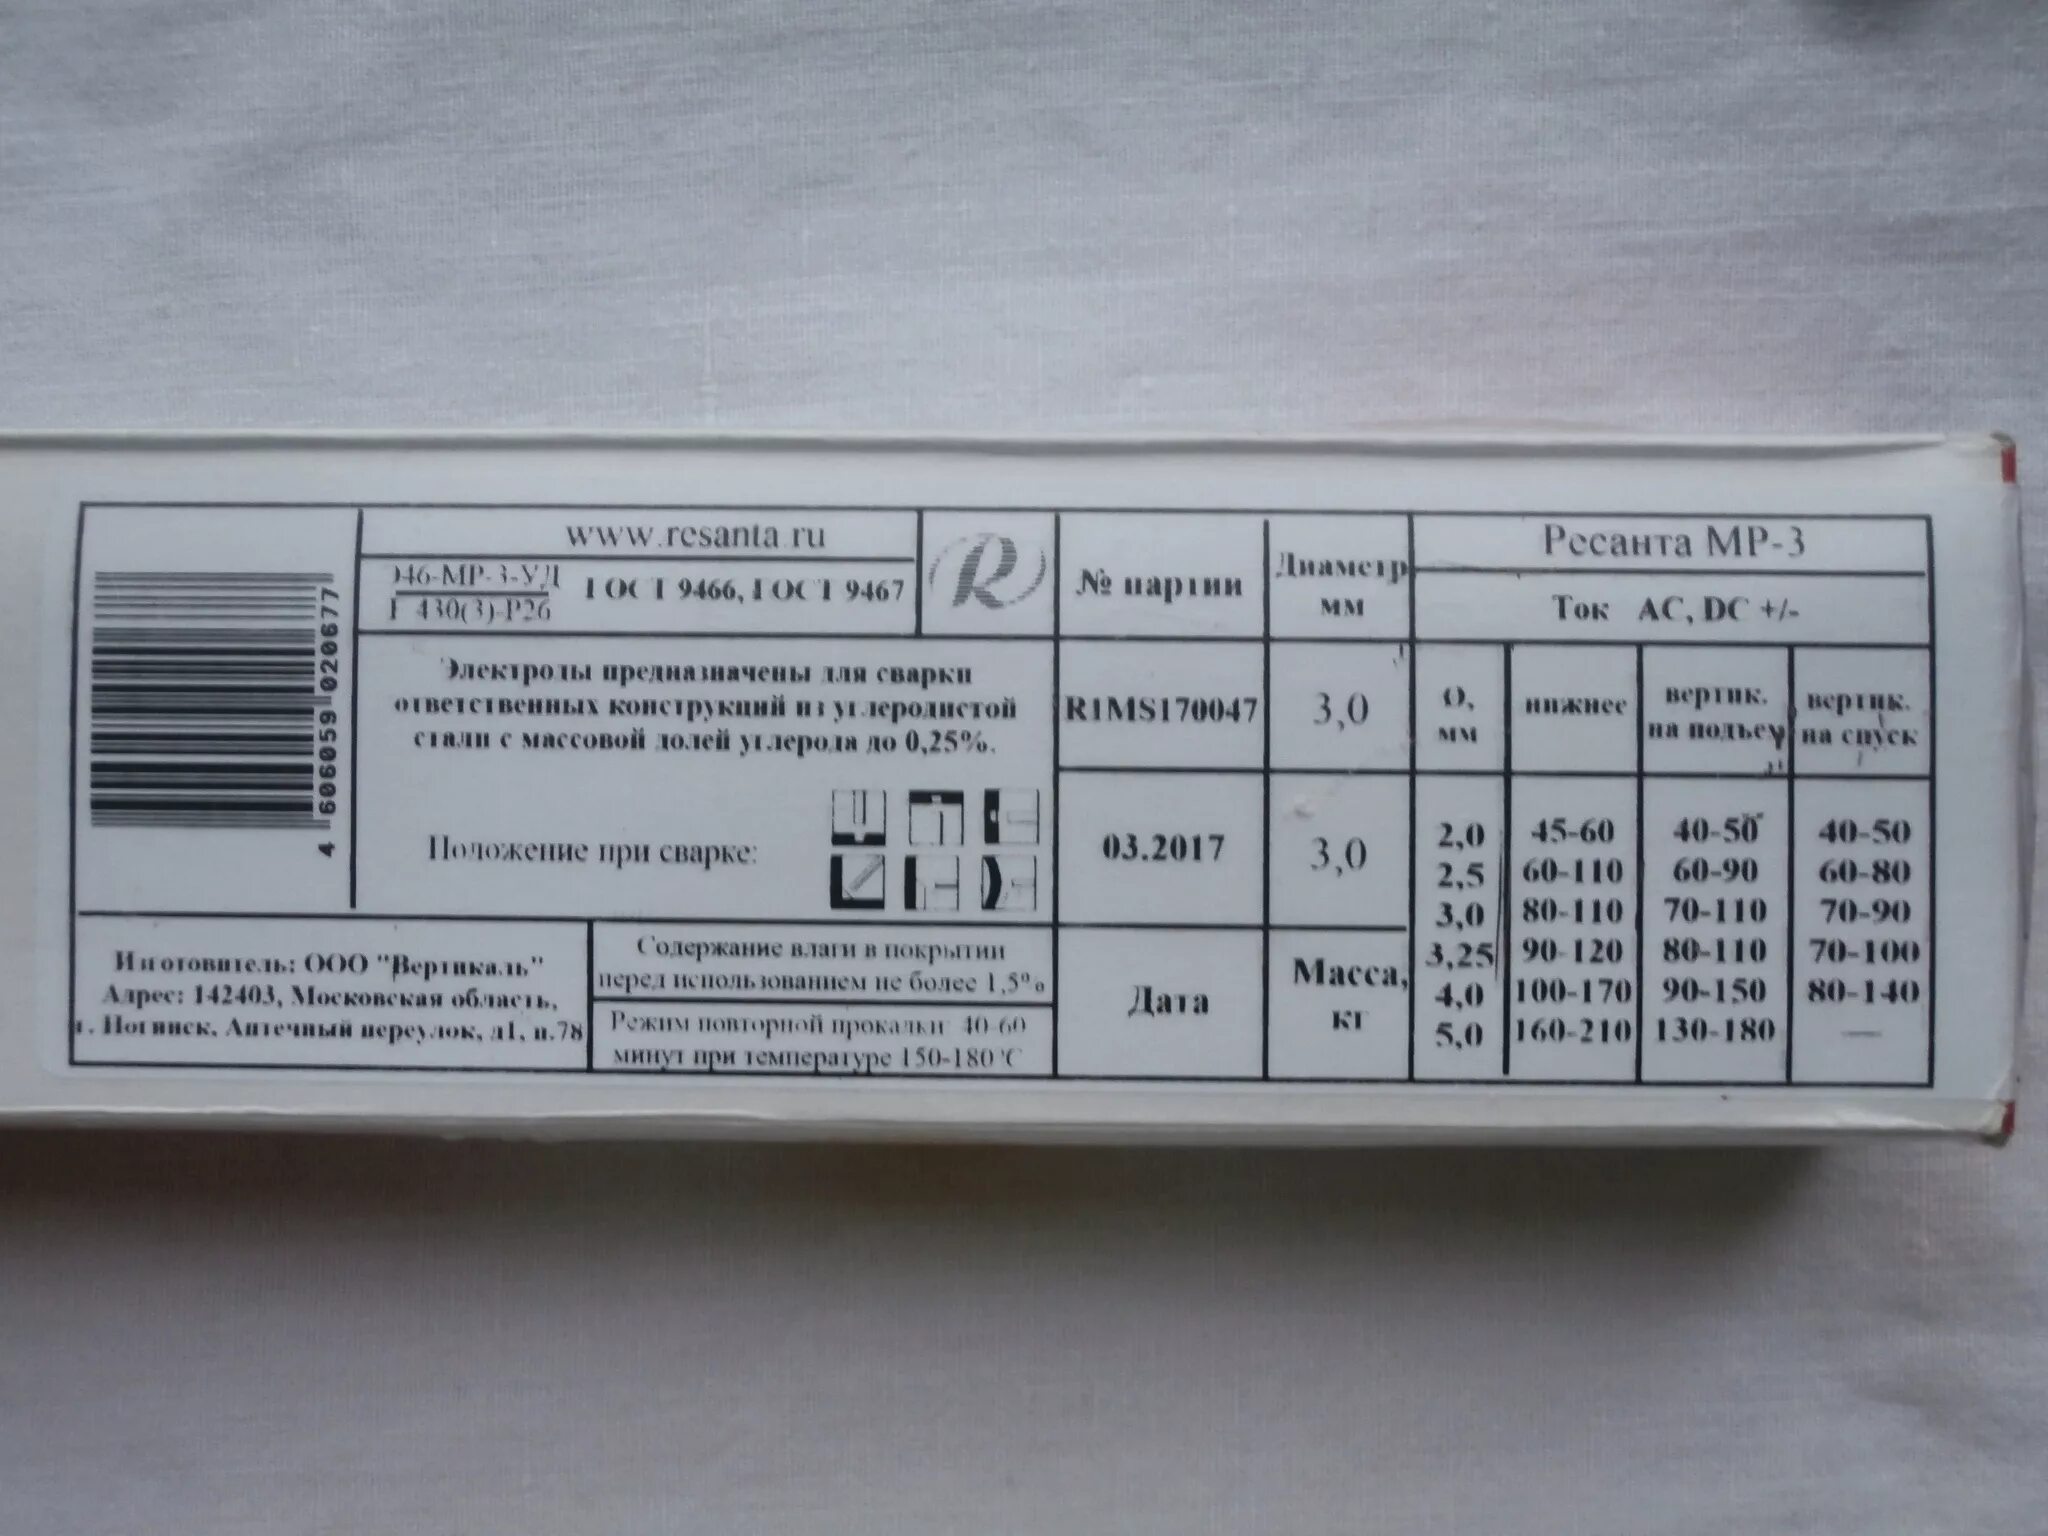 www.resanta.ru
Э46-МР-3-УД
Е 430(3)-Р26
ГОСТ 9466, ГОСТ 9467
R
Электроды предназначены для сварки
ответственных конструкций из углеродистой
стали с массовой долей углерода до 0,25%.
Положение при сварке:
4 606059 020677
Изготовитель: ООО "Вертикаль"
Адрес: 142403, Московская область,
г. Ногинск, Аптечный переулок, д1, п.78
Содержание влаги в покрытии
перед использованием не более 1,5%
Режим повторной прокалки: 40-60
минут при температуре 150-180°С
№ партии
R1MS170047
03.2017
Дата
Диаметр
мм
3,0
3,0
Масса,
кг
Ресанта МР-3
Ток AC, DC +/-
Ø, мм нижнее вертик. на подъем вертик. на спуск
2,0 45-60 40-50 40-50
2,5 60-110 60-90 60-80
3,0 80-110 70-110 70-90
3,25 90-120 80-110 70-100
4,0 100-170 90-150 80-140
5,0 160-210 130-180 —